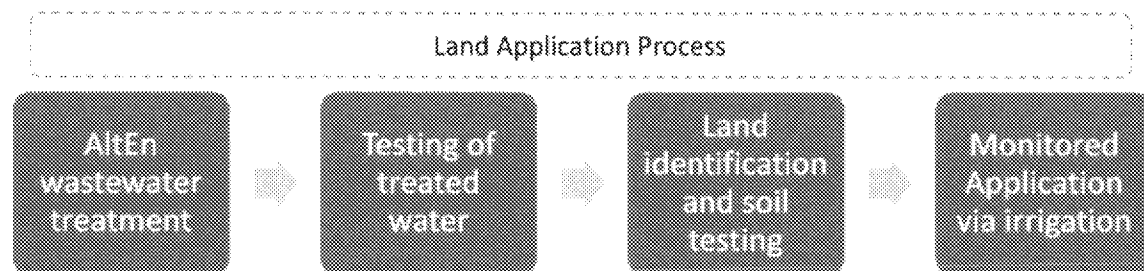 Land Application Process
AltEn
wastewater
treatment
Testing of
treated
water
Land
identification
and soil
testing
Monitored
Application
via irrigation